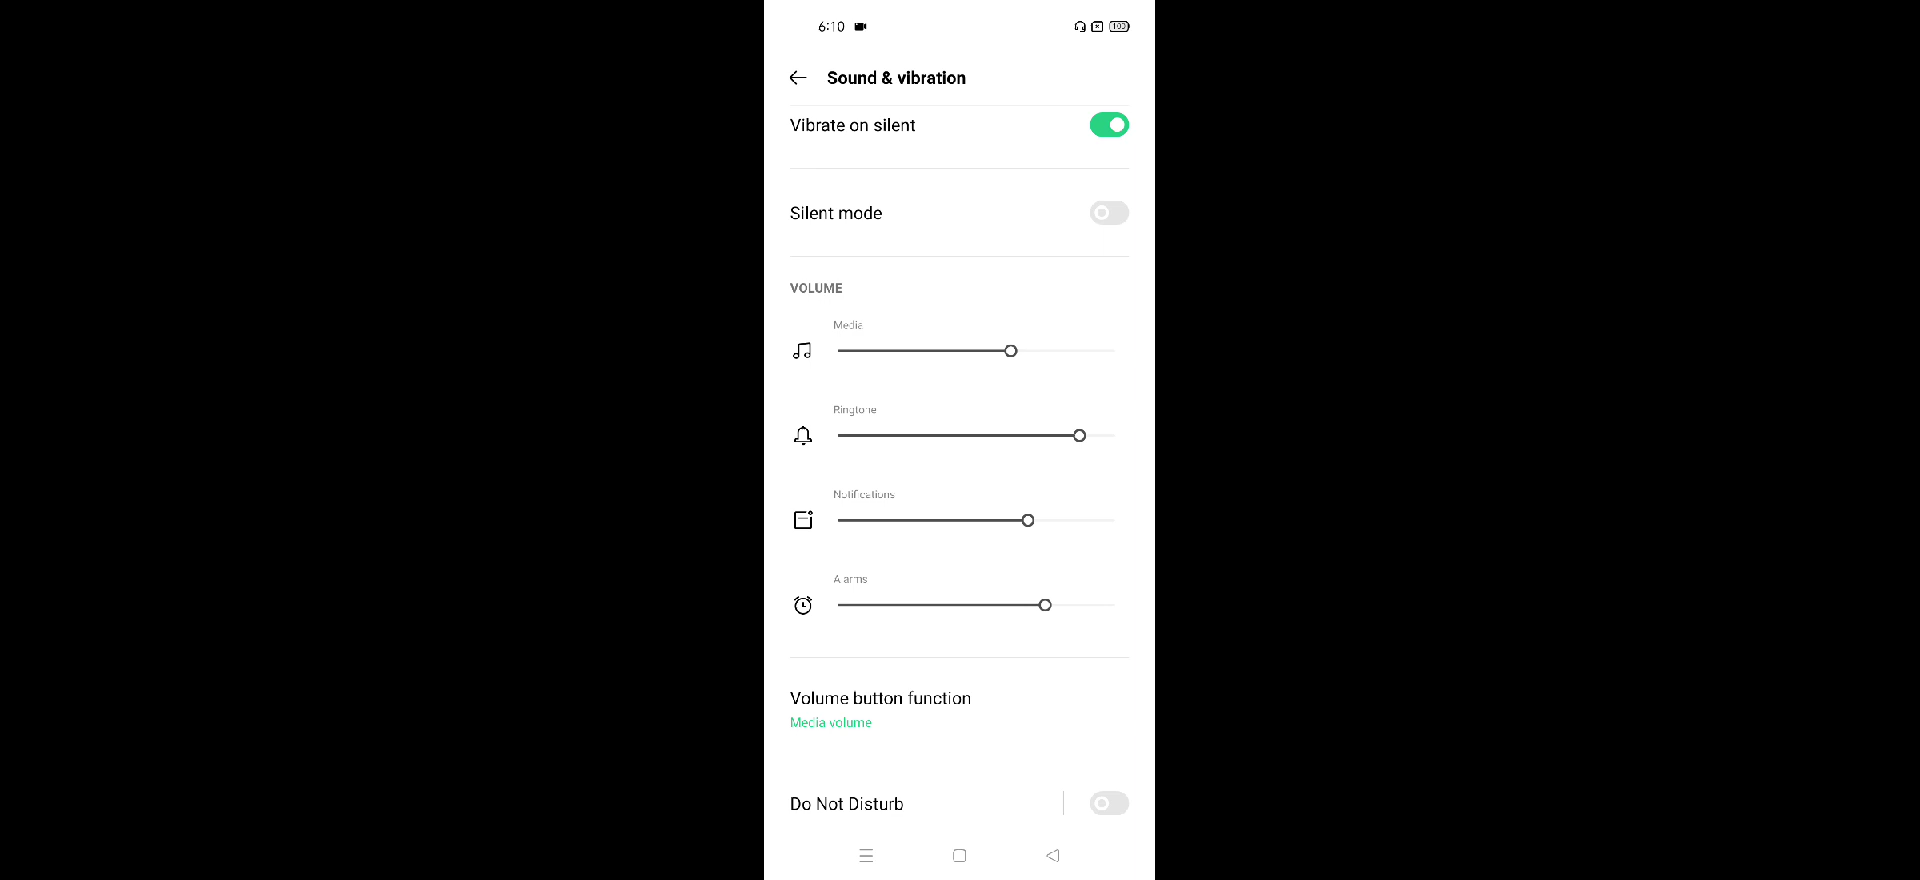 6:10
100
Sound & vibration
Vibrate on silent
Silent mode
VOLUME
Media
Ringtone
Notifications
Alarms
Volume button function
Media volume
Do Not Disturb